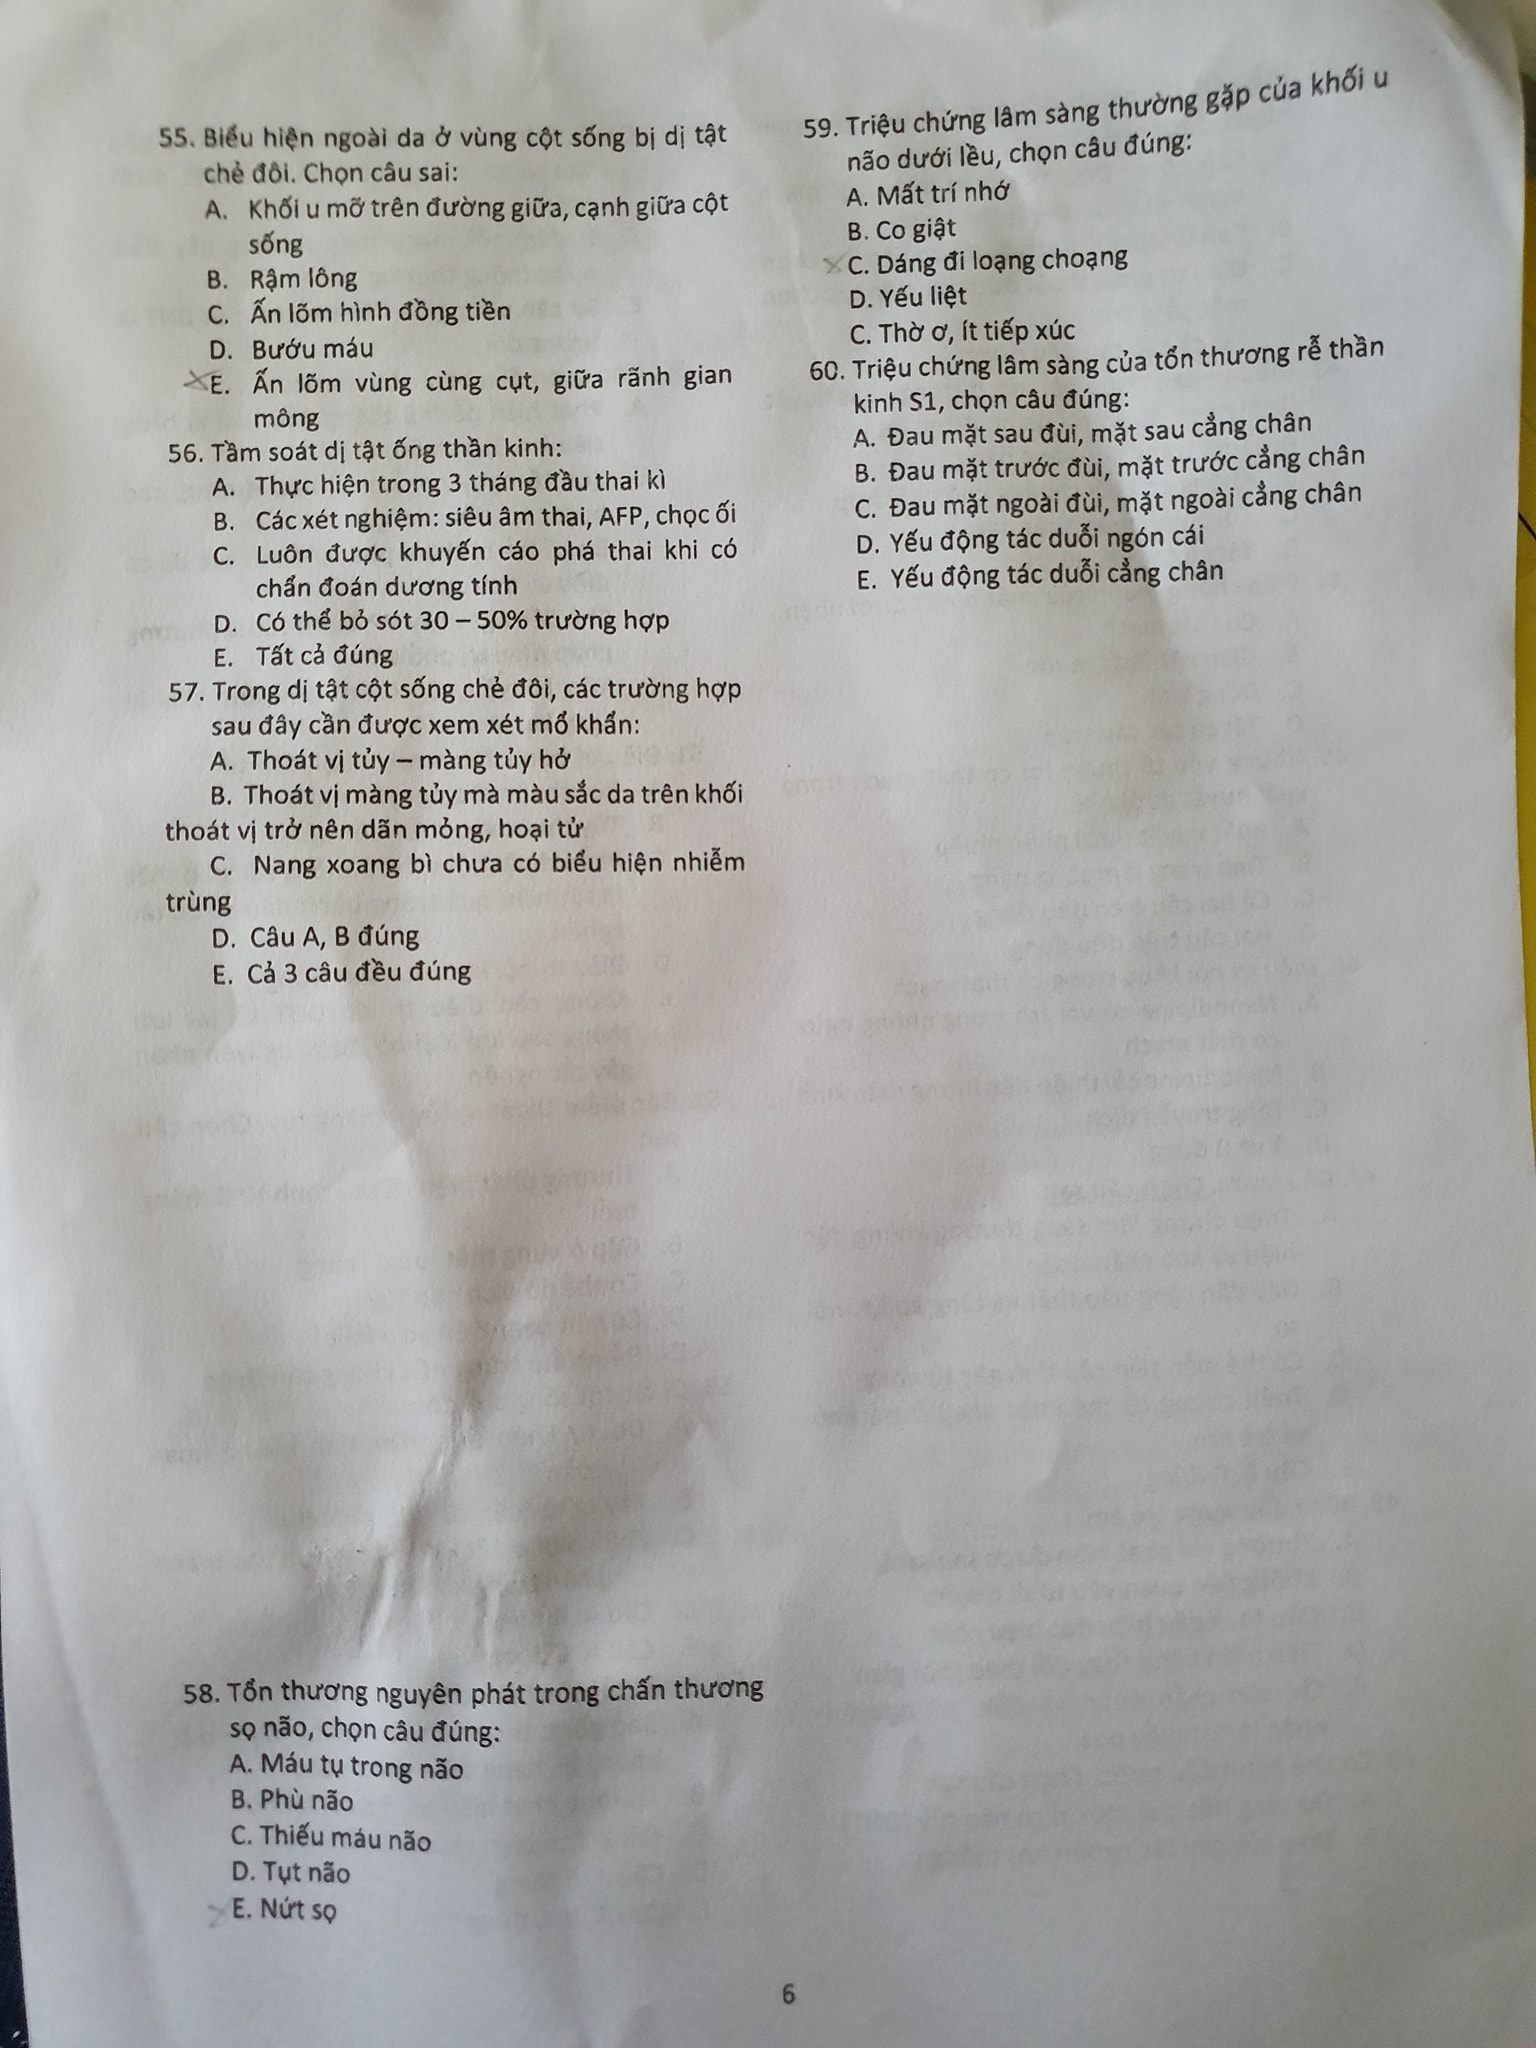 55. Biểu hiện ngoài da ở vùng cột sống bị dị tật
chẻ đôi. Chọn câu sai:
A. Khối u mỡ trên đường giữa, cạnh giữa cột
sống
B. Rậm lông
C. Ấn lõm hình đồng tiền
D. Bướu máu
E. Ấn lõm vùng cùng cụt, giữa rãnh gian
mông
56. Tầm soát dị tật ống thần kinh:
A. Thực hiện trong 3 tháng đầu thai kì
B. Các xét nghiệm: siêu âm thai, AFP, chọc ối
C. Luôn được khuyến cáo phá thai khi có
chẩn đoán dương tính
D. Có thể bỏ sót 30 – 50% trường hợp
E. Tất cả đúng
57. Trong dị tật cột sống chẻ đôi, các trường hợp
sau đây cần được xem xét mổ khẩn:
A. Thoát vị tủy – màng tủy hở
B. Thoát vị màng tủy mà màu sắc da trên khối
thoát vị trở nên dãn mỏng, hoại tử
C. Nang xoang bì chưa có biểu hiện nhiễm
trùng
D. Câu A, B đúng
E. Cả 3 câu đều đúng
58. Tổn thương nguyên phát trong chấn thương
sọ não, chọn câu đúng:
A. Máu tụ trong não
B. Phù não
C. Thiếu máu não
D. Tụt não
E. Nứt sọ
59. Triệu chứng lâm sàng thường gặp của khối u
não dưới lều, chọn câu đúng:
A. Mất trí nhớ
B. Co giật
C. Dáng đi loạng choạng
D. Yếu liệt
C. Thờ ơ, ít tiếp xúc
60. Triệu chứng lâm sàng của tổn thương rễ thần
kinh S1, chọn câu đúng:
A. Đau mặt sau đùi, mặt sau cẳng chân
B. Đau mặt trước đùi, mặt trước cẳng chân
C. Đau mặt ngoài đùi, mặt ngoài cẳng chân
D. Yếu động tác duỗi ngón cái
E. Yếu động tác duỗi cẳng chân
6